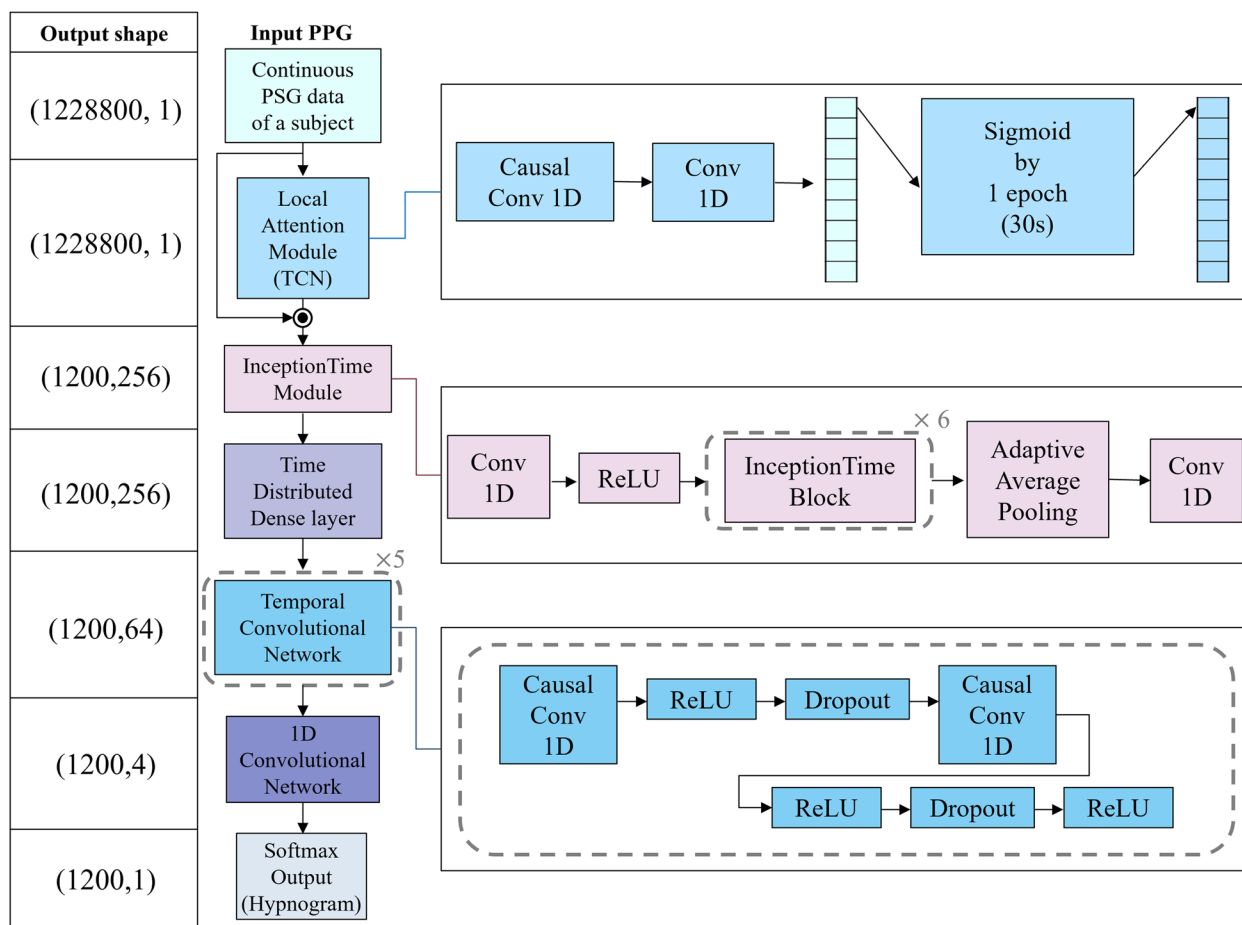 Output shape
(1228800, 1)
(1228800, 1)
(1200,256)
(1200,256)
(1200,64)
(1200,4)
(1200,1)
Input PPG
Continuous
PSG data
of a subject
Local
Attention
Module
(TCN)
InceptionTime
Module
Time
Distributed
Dense layer
×5
Temporal
Convolutional
Network
1D
Convolutional
Network
Softmax
Output
(Hypnogram)
Causal
Conv 1D
Conv
1D
Sigmoid
by
1 epoch
(30s)
Conv
1D
ReLU
× 6
InceptionTime
Block
Adaptive
Average
Pooling
Conv
1D
Causal
Conv
1D
ReLU
Dropout
Causal
Conv
1D
ReLU
Dropout
ReLU